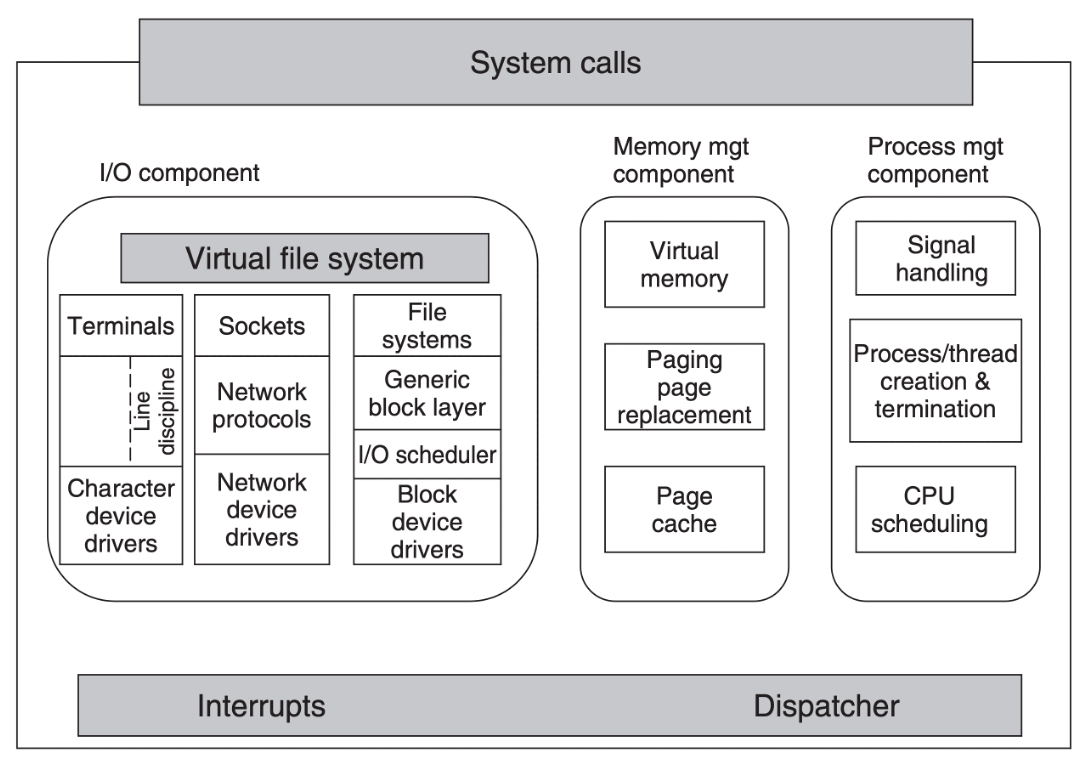 System calls
I/O component
Memory mgt
component
Process mgt
component
Virtual file system
Terminals
Line
discipline
Character
device
drivers
Sockets
Network
protocols
Network
device
drivers
File
systems
Generic
block layer
I/O scheduler
Block
device
drivers
Virtual
memory
Paging
page
replacement
Page
cache
Signal
handling
Process/thread
creation &
termination
CPU
scheduling
Interrupts
Dispatcher